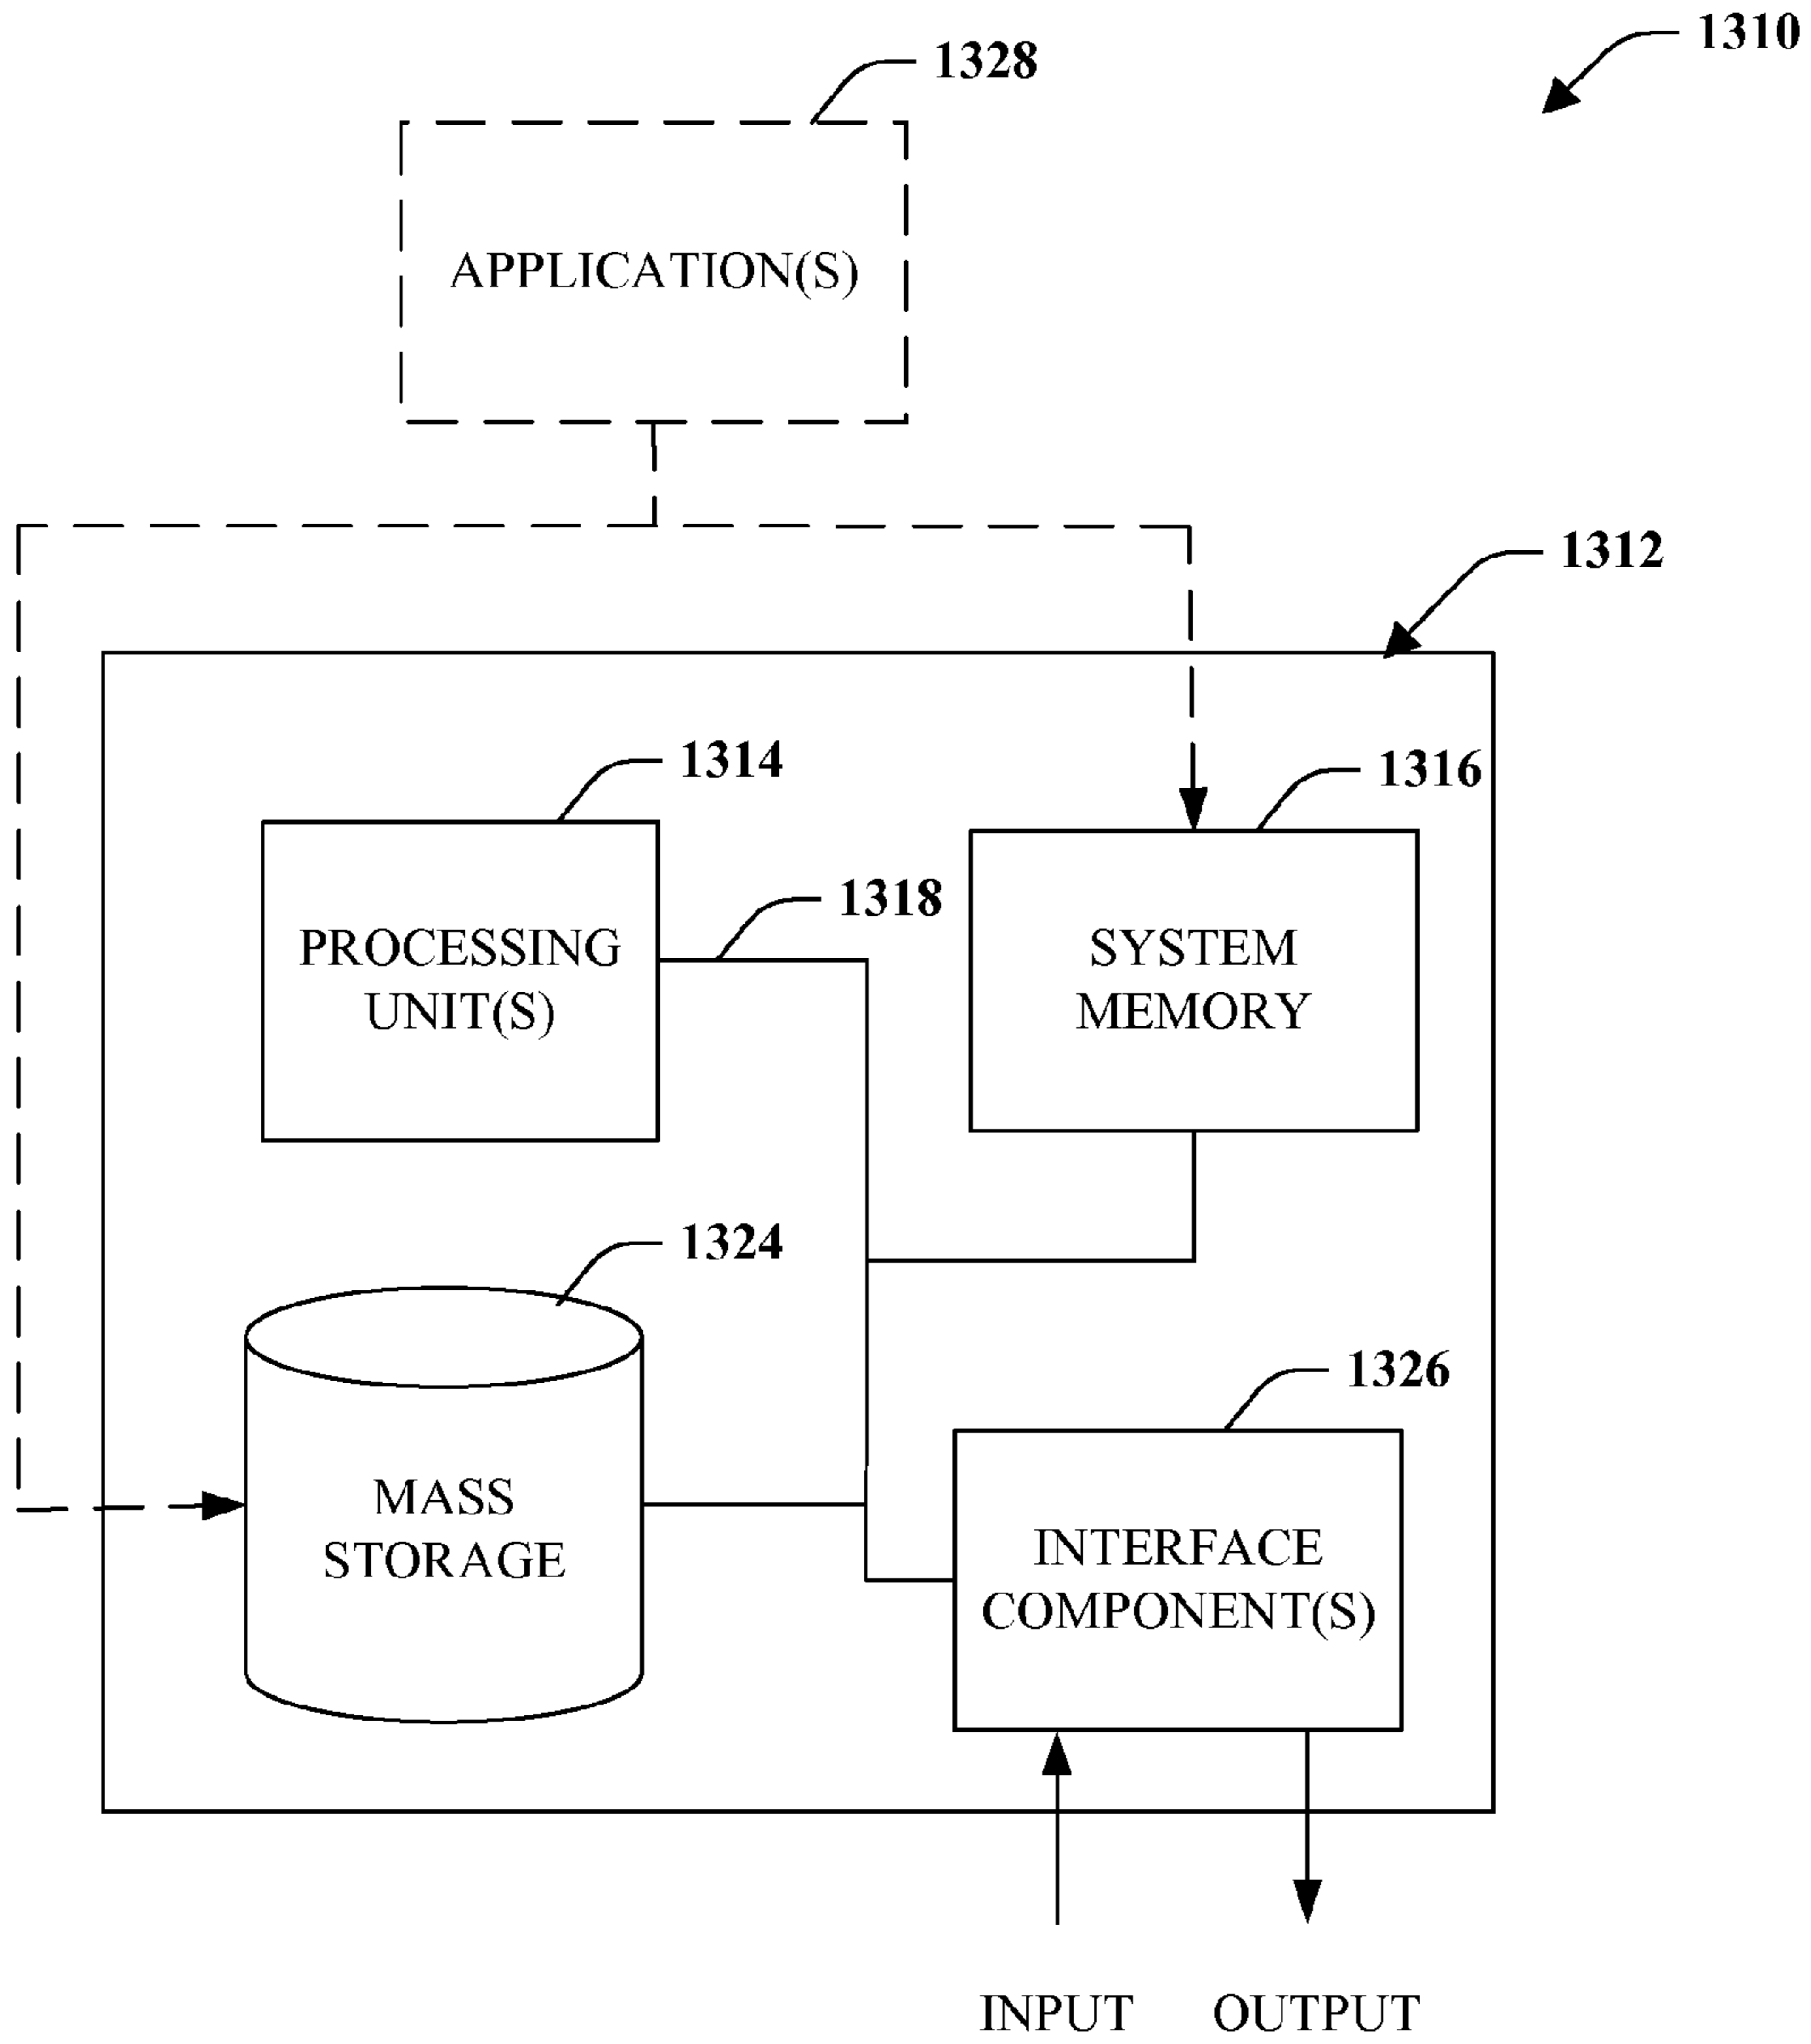 1310
1328
APPLICATION(S)
1312
1314
1316
1318
PROCESSING
UNIT(S)
SYSTEM
MEMORY
1324
1326
MASS
STORAGE
INTERFACE
COMPONENT(S)
INPUT
OUTPUT